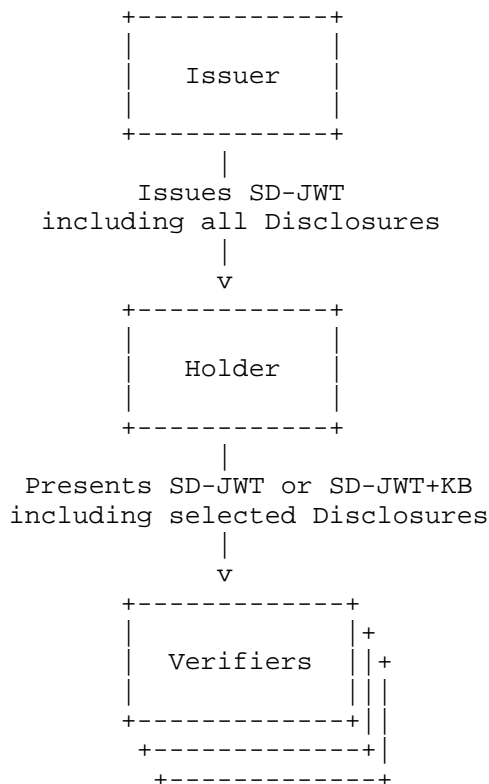 Issuer
Issues SD-JWT
including all Disclosures
Holder
Presents SD-JWT or SD-JWT+KB
including selected Disclosures
Verifiers